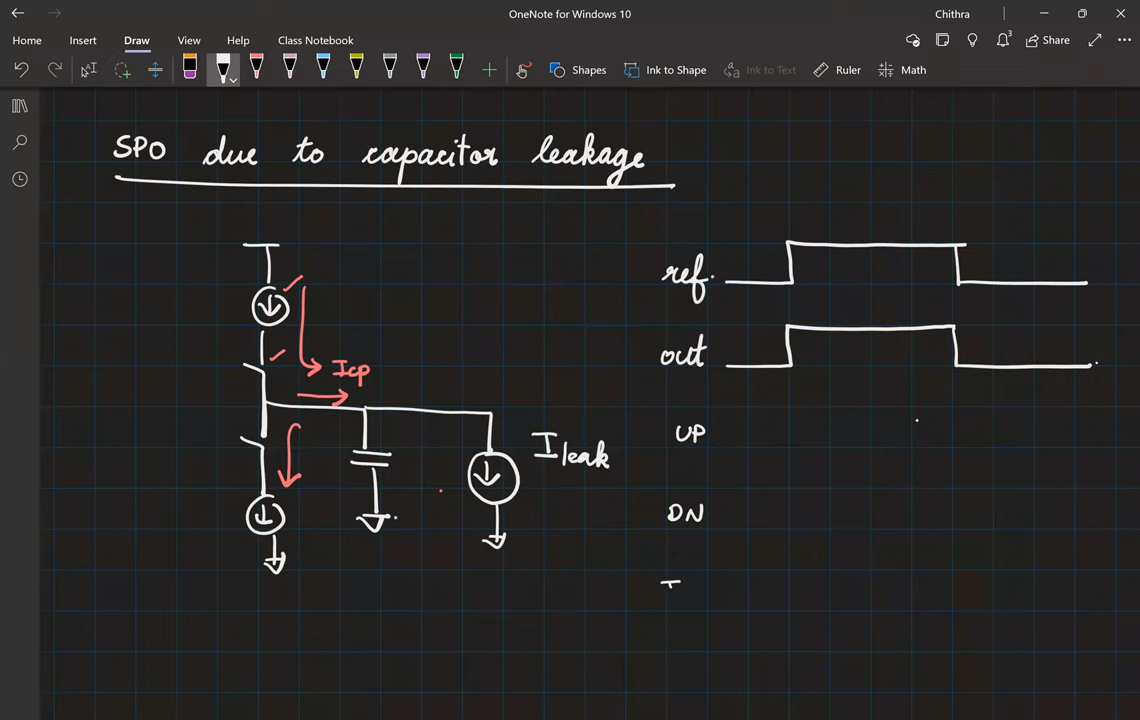 OneNote for Windows 10
Chithra
Home Insert Draw View Help Class Notebook
Share
Shapes Ink to Shape Ink to Text Ruler Math
SPO due to capacitor leakage
ref
out
Icp
UP
I leak
DN